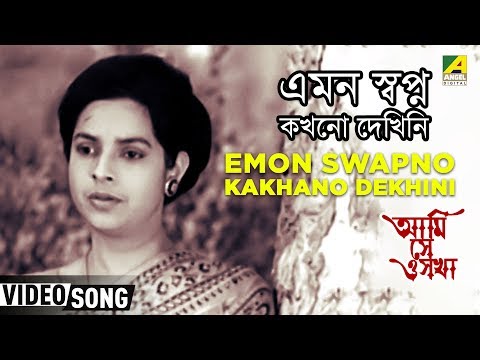 ANGEL
DIGITAL
এমন স্বপ্ন
কখনো দেখিনি
EMON SWAPNO
KAKHANO DEKHINI
আমি
সে
ও সখা
VIDEO SONG